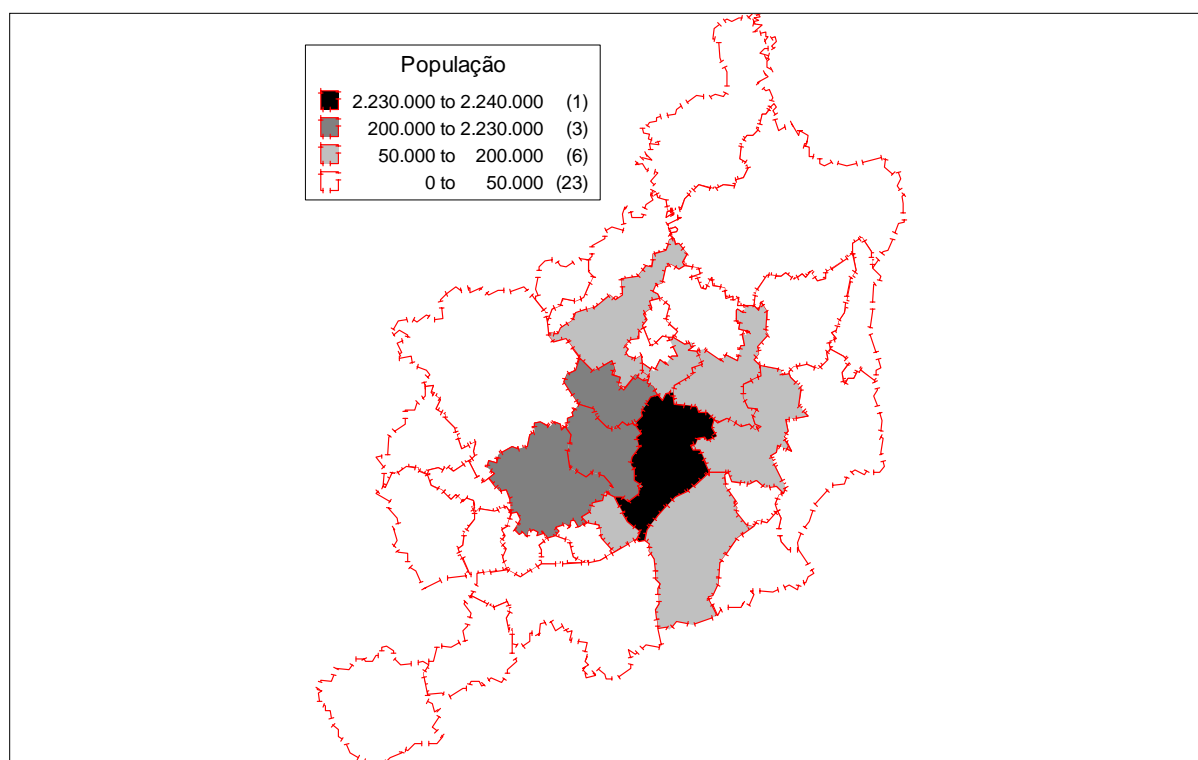 População
2.230.000 to 2.240.000 (1)
200.000 to 2.230.000 (3)
50.000 to 200.000 (6)
0 to 50.000 (23)